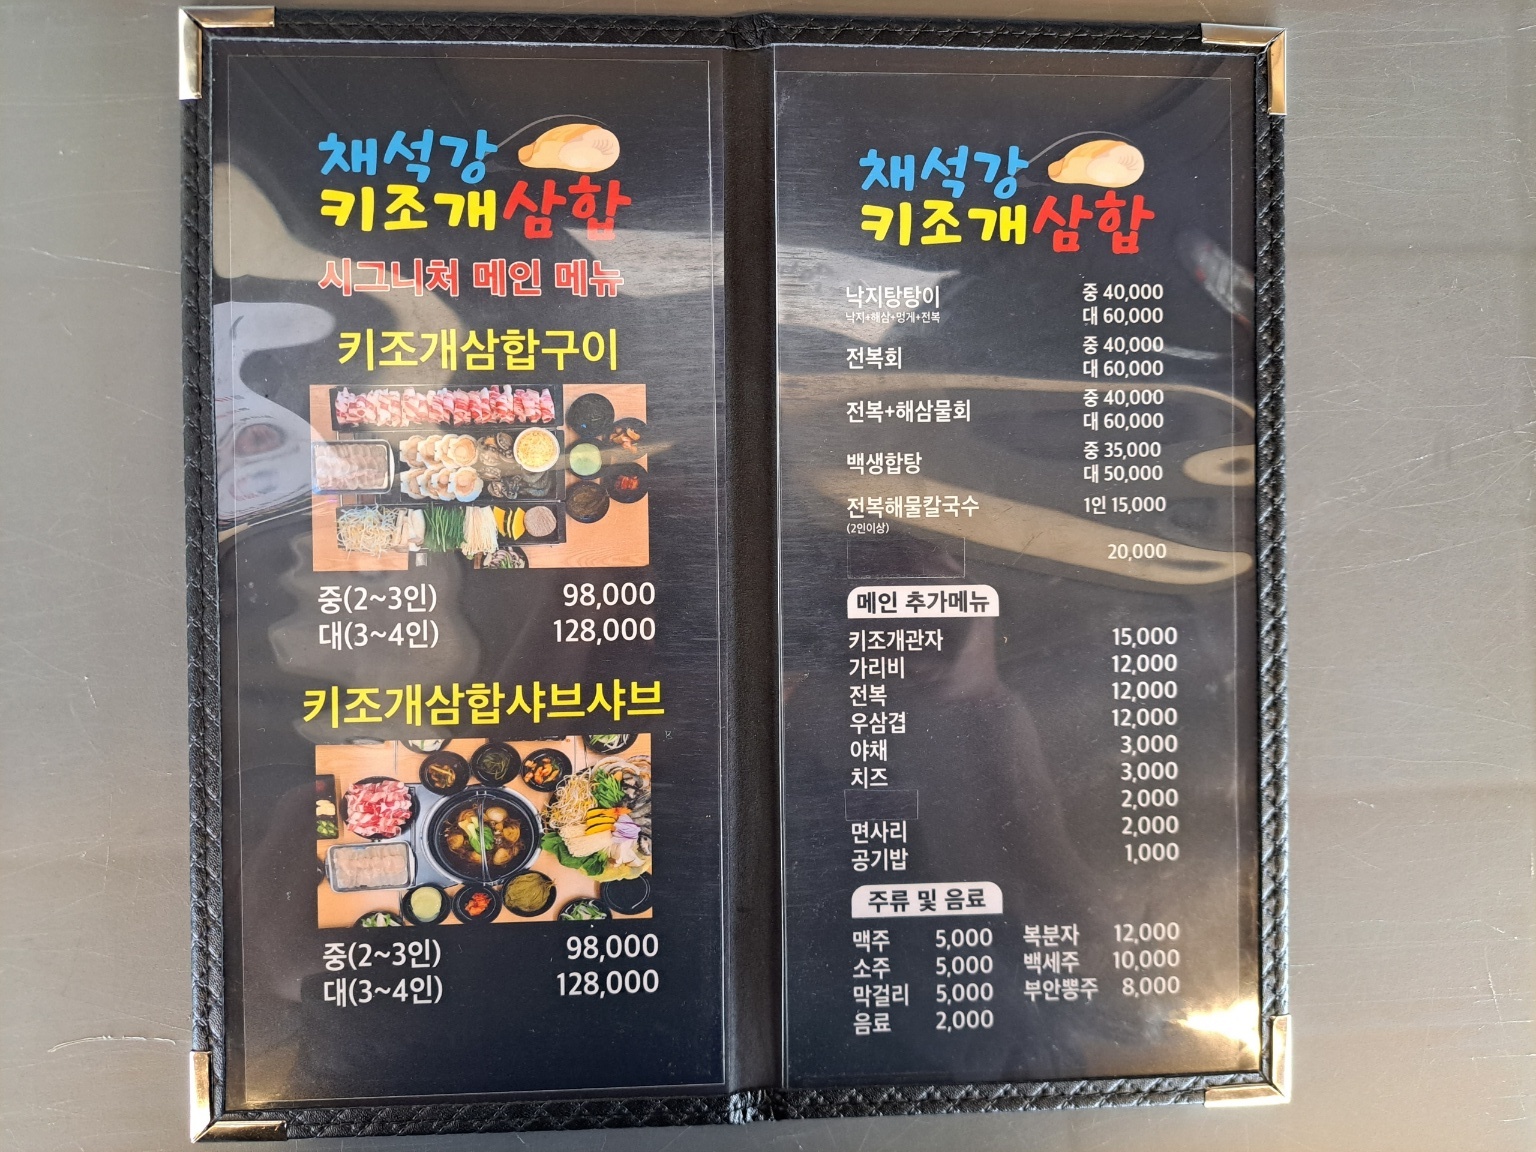 채석강
키조개삼합
시그니처 메인 메뉴
키조개삼합구이
중(2~3인) 98,000
대(3~4인) 128,000
키조개삼합샤브샤브
중(2~3인) 98,000
대(3~4인) 128,000
채석강
키조개삼합
낙지탕탕이 중 40,000
낙지+해삼+멍게+전복 대 60,000
전복회 중 40,000
대 60,000
전복+해삼물회 중 40,000
대 60,000
백생합탕 중 35,000
대 50,000
전복해물칼국수 1인 15,000
(2인이상)
20,000
메인 추가메뉴
키조개관자 15,000
가리비 12,000
전복 12,000
우삼겹 12,000
야채 3,000
치즈 3,000
2,000
면사리 2,000
공기밥 1,000
주류 및 음료
맥주 5,000 복분자 12,000
소주 5,000 백세주 10,000
막걸리 5,000 부안뽕주 8,000
음료 2,000